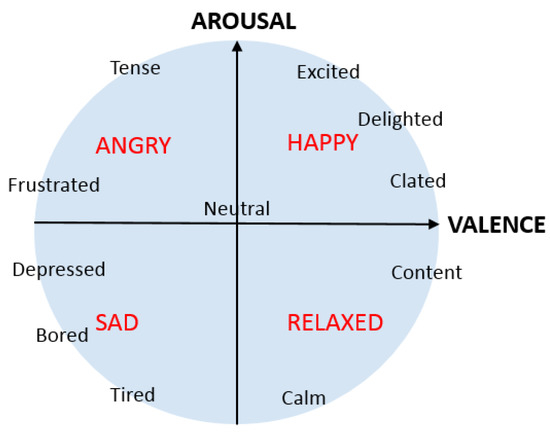 AROUSAL
Tense
Excited
Delighted
ANGRY
HAPPY
Frustrated
Clated
Neutral
VALENCE
Depressed
Content
SAD
RELAXED
Bored
Tired
Calm